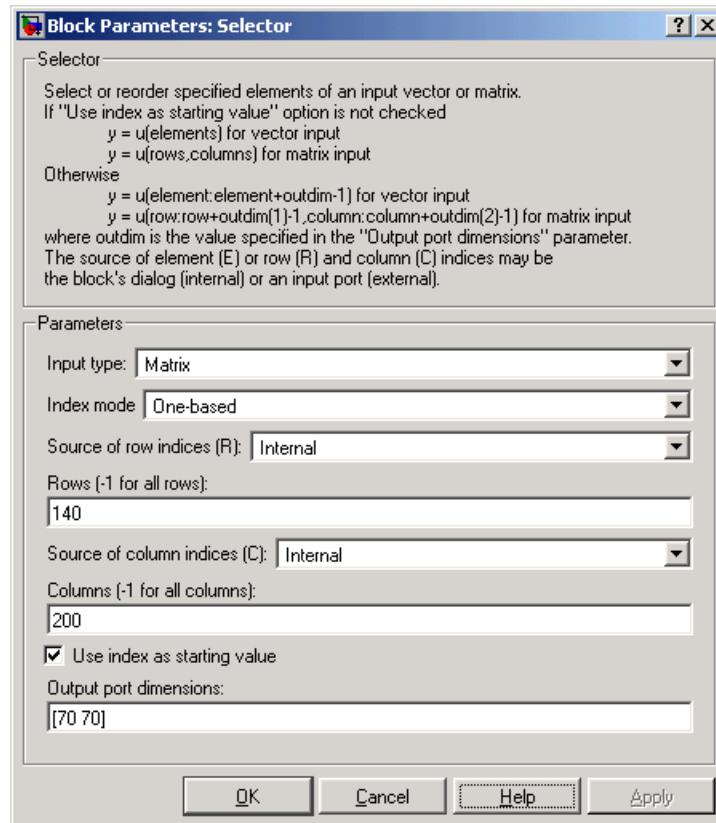 Block Parameters: Selector
Selector
Select or reorder specified elements of an input vector or matrix.
If "Use index as starting value" option is not checked
y = u(elements) for vector input
y = u(rows,columns) for matrix input
Otherwise
y = u(element:element+outdim-1) for vector input
y = u(row:row+outdim(1)-1,column:column+outdim(2)-1) for matrix input
where outdim is the value specified in the "Output port dimensions" parameter.
The source of element (E) or row (R) and column (C) indices may be
the block's dialog (internal) or an input port (external).
Parameters
Input type: Matrix
Index mode One-based
Source of row indices (R): Internal
Rows (-1 for all rows):
140
Source of column indices (C): Internal
Columns (-1 for all columns):
200
Use index as starting value
Output port dimensions:
[70 70]
OK Cancel Help Apply